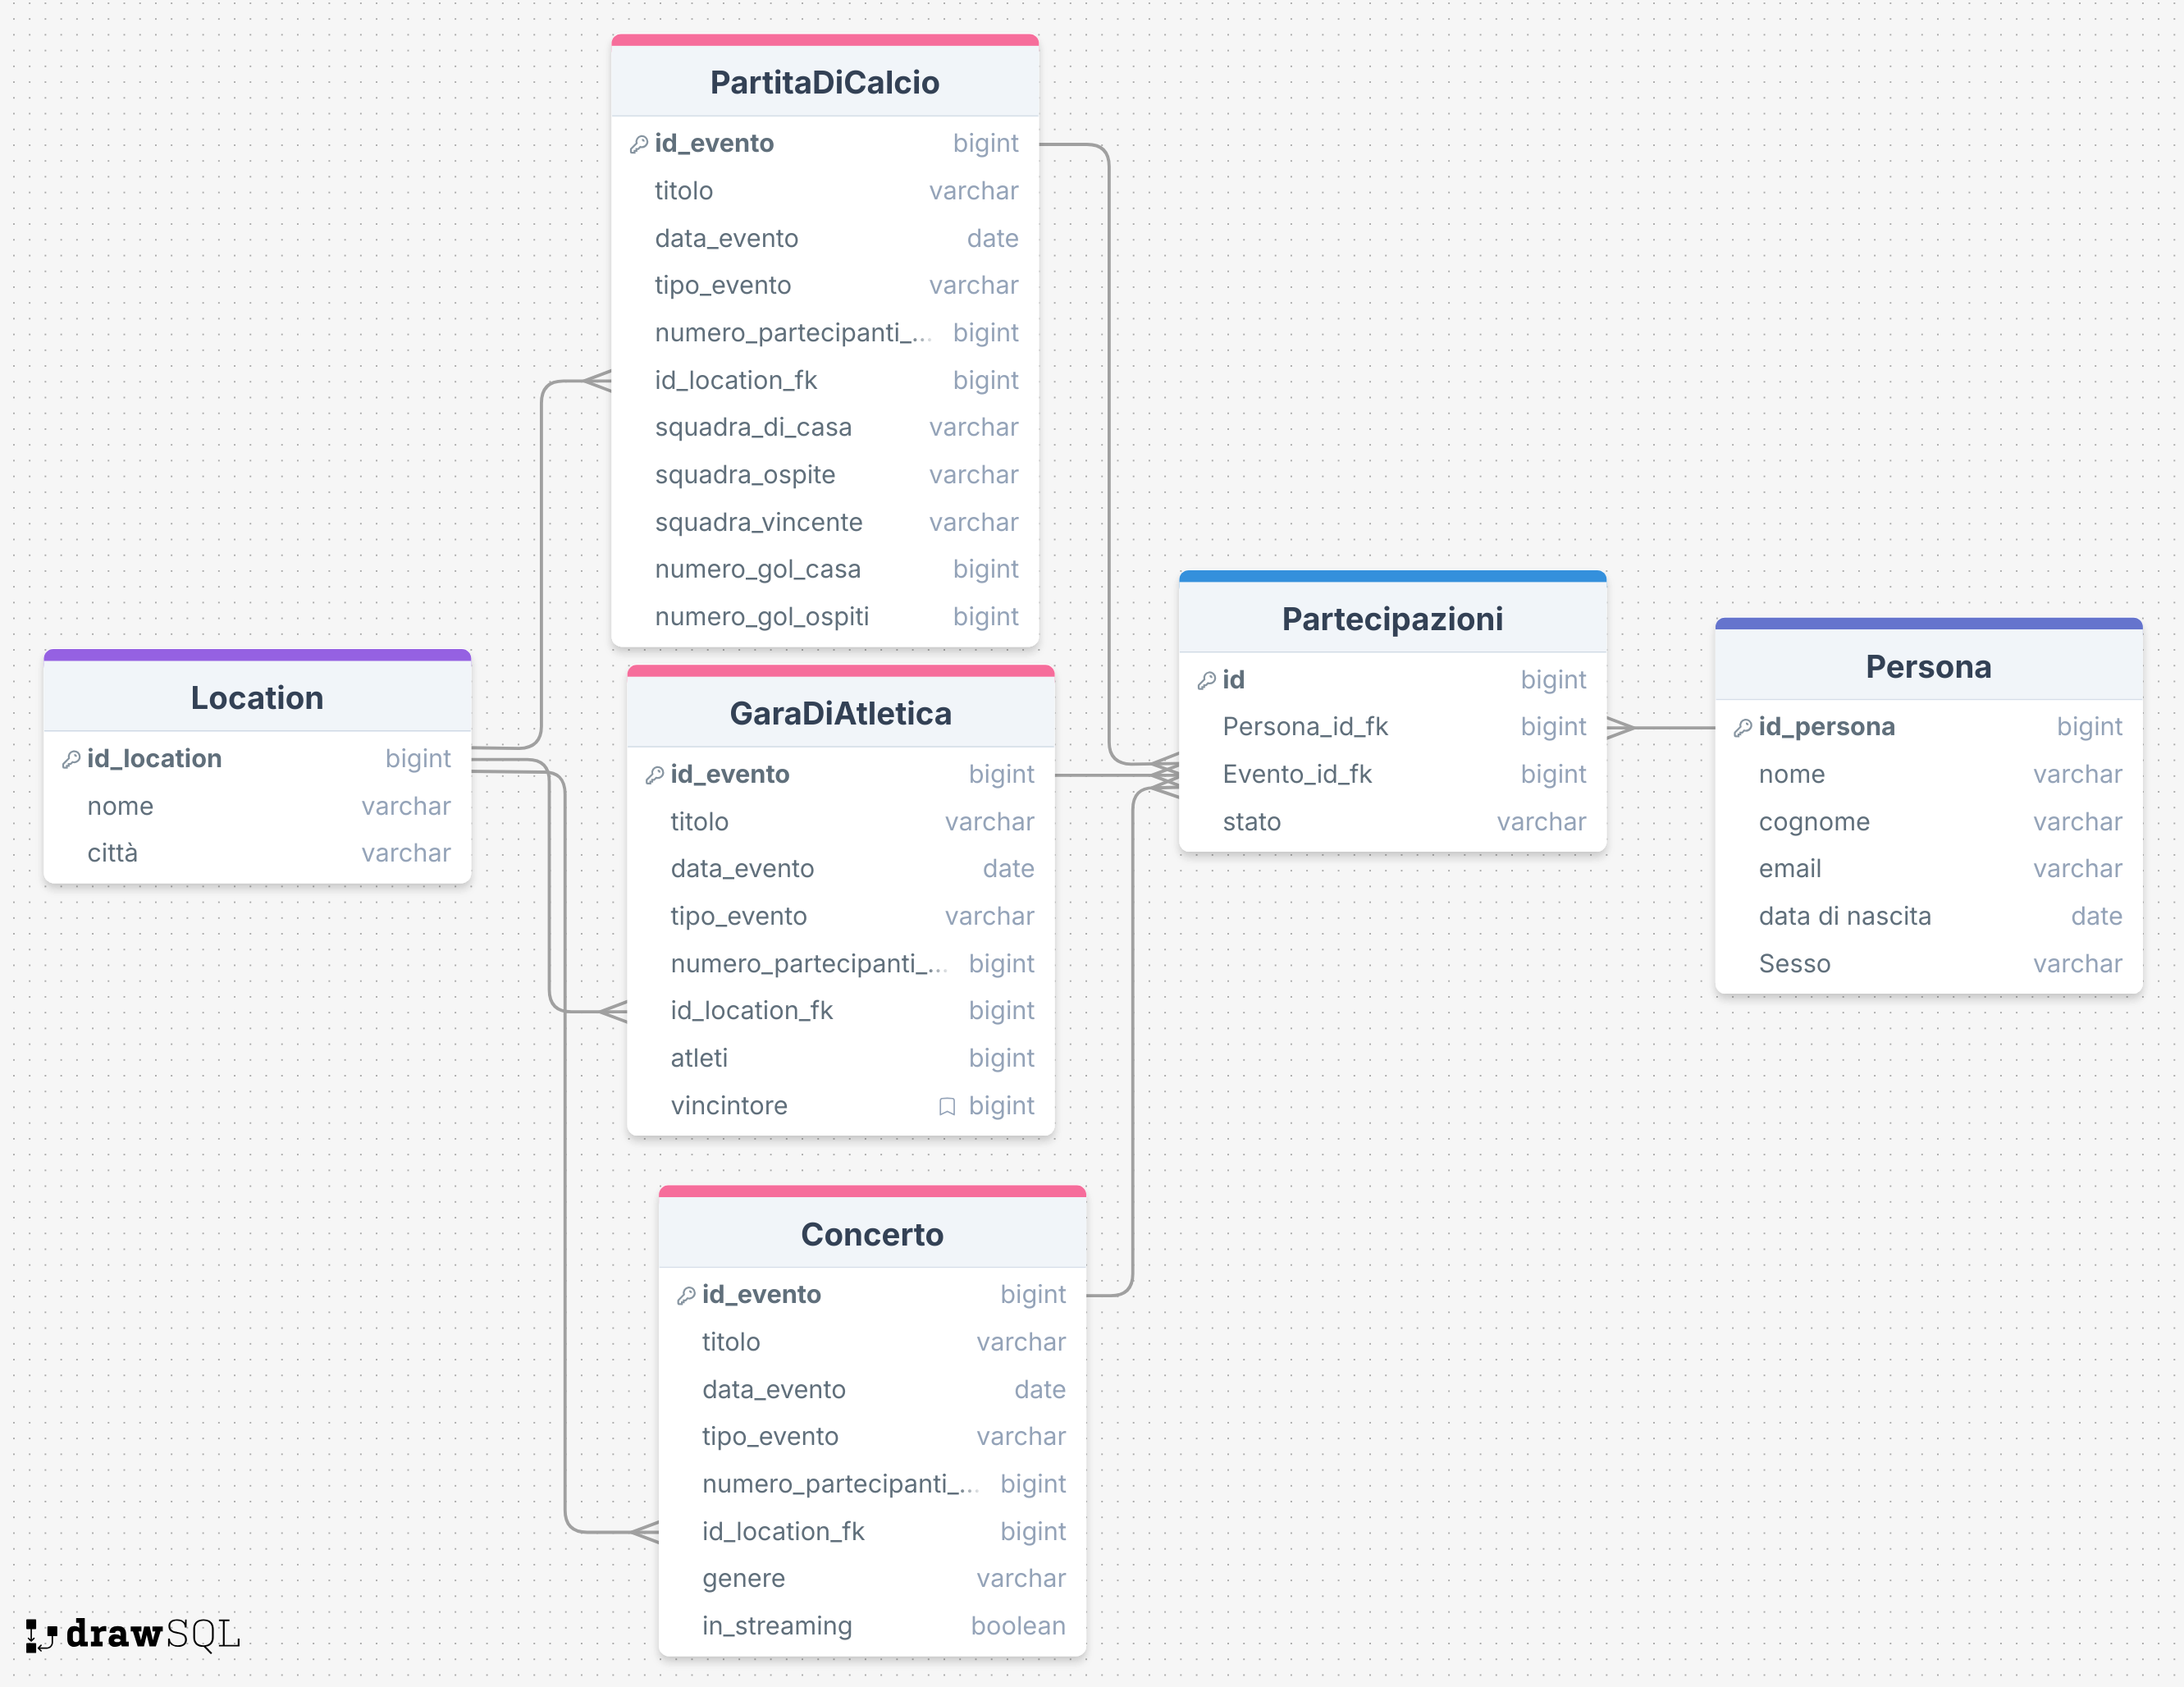 PartitaDiCalcio
id_evento bigint
titolo varchar
data_evento date
tipo_evento varchar
numero_partecipanti_... bigint
id_location_fk bigint
squadra_di_casa varchar
squadra_ospite varchar
squadra_vincente varchar
numero_gol_casa bigint
numero_gol_ospiti bigint
Location
id_location bigint
nome varchar
città varchar
GaraDiAtletica
id_evento bigint
titolo varchar
data_evento date
tipo_evento varchar
numero_partecipanti_... bigint
id_location_fk bigint
atleti bigint
vincintore bigint
Partecipazioni
id bigint
Persona_id_fk bigint
Evento_id_fk bigint
stato varchar
Persona
id_persona bigint
nome varchar
cognome varchar
email varchar
data di nascita date
Sesso varchar
Concerto
id_evento bigint
titolo varchar
data_evento date
tipo_evento varchar
numero_partecipanti_... bigint
id_location_fk bigint
genere varchar
in_streaming boolean
drawSQL